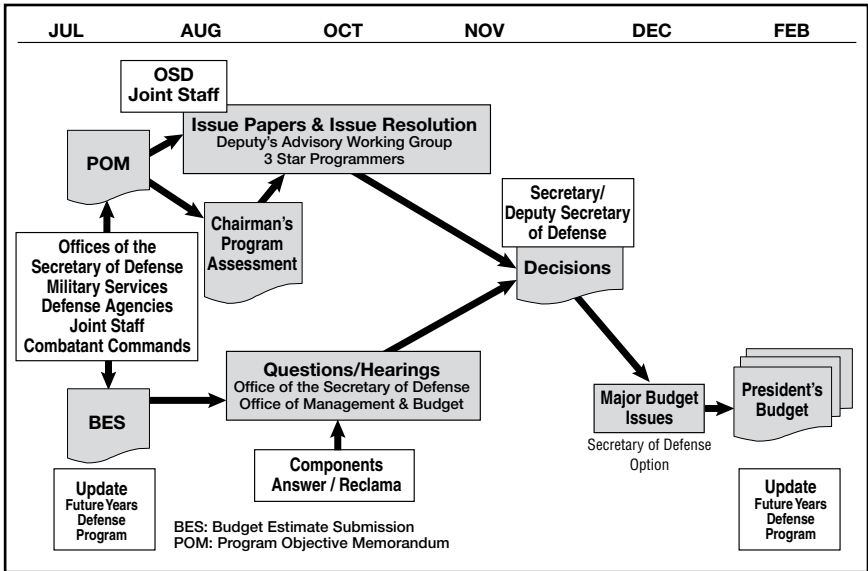 JUL AUG OCT NOV DEC FEB
OSD
Joint Staff
Issue Papers & Issue Resolution
Deputy's Advisory Working Group
3 Star Programmers
POM
Chairman's
Program
Assessment
Secretary/
Deputy Secretary
of Defense
Decisions
Offices of the
Secretary of Defense
Military Services
Defense Agencies
Joint Staff
Combatant Commands
Questions/Hearings
Office of the Secretary of Defense
Office of Management & Budget
BES
Components
Answer / Reclama
Major Budget
Issues
Secretary of Defense
Option
President's
Budget
Update
Future Years
Defense
Program
BES: Budget Estimate Submission
POM: Program Objective Memorandum
Update
Future Years
Defense
Program